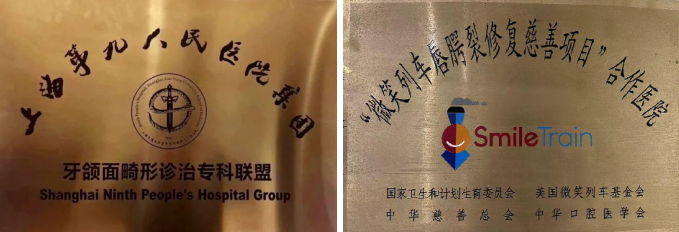 上海第九人民医院集团
牙颌面畸形诊治专科联盟
Shanghai Ninth People's Hospital Group
“微笑列车唇腭裂修复慈善项目”合作医院
SmileTrain
国家卫生和计划生育委员会 美国微笑列车基金会
中华慈善总会 中华口腔医学会